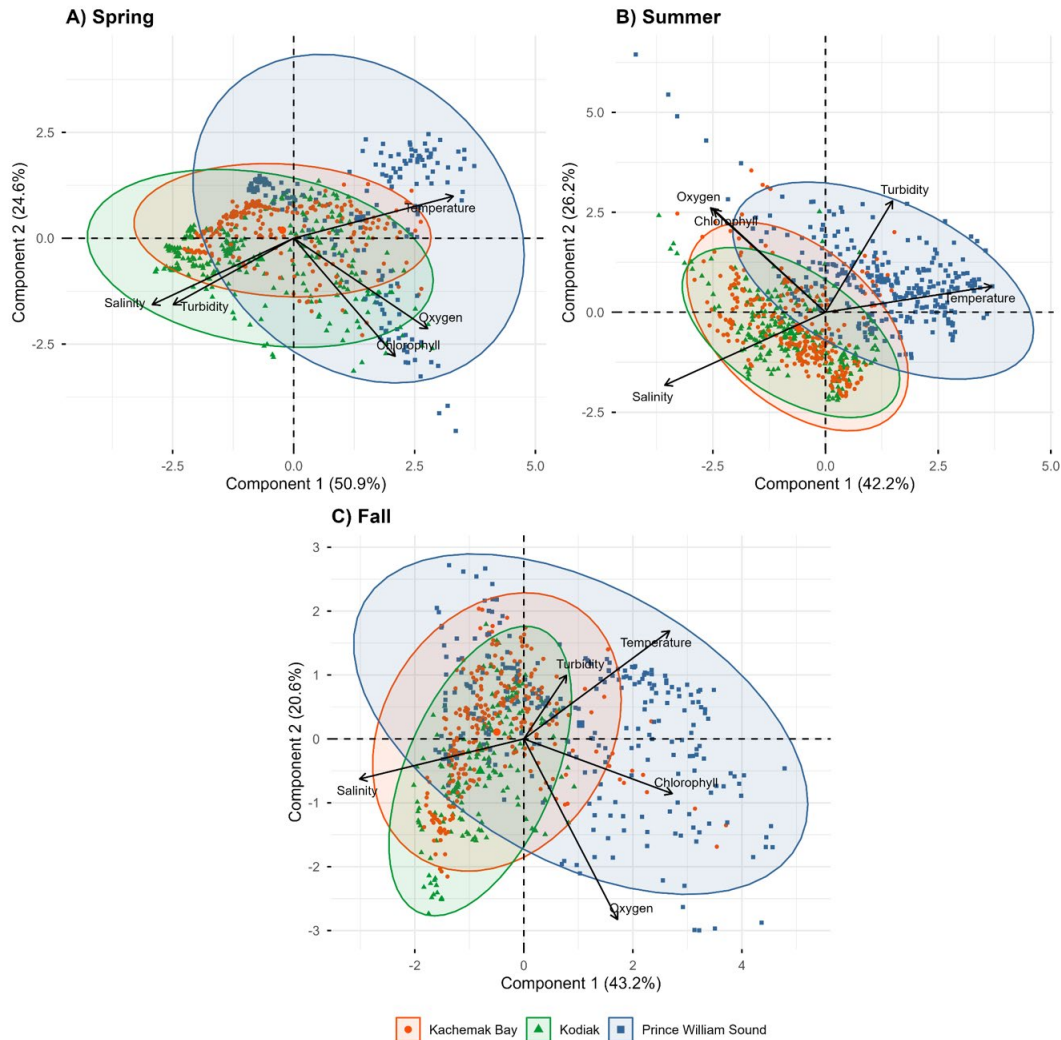 A) Spring
2.5
0.0
-2.5
-2.5
0.0
2.5
5.0
Component 2 (24.6%)
Component 1 (50.9%)
Temperature
Salinity
Turbidity
Oxygen
Chlorophyll
B) Summer
5.0
2.5
0.0
-2.5
-2.5
0.0
2.5
5.0
Component 2 (26.2%)
Component 1 (42.2%)
Oxygen
Chlorophyll
Turbidity
Temperature
Salinity
C) Fall
3
2
1
0
-1
-2
-3
-2
0
2
4
Component 2 (20.6%)
Component 1 (43.2%)
Temperature
Turbidity
Chlorophyll
Salinity
Oxygen
Kachemak Bay
Kodiak
Prince William Sound